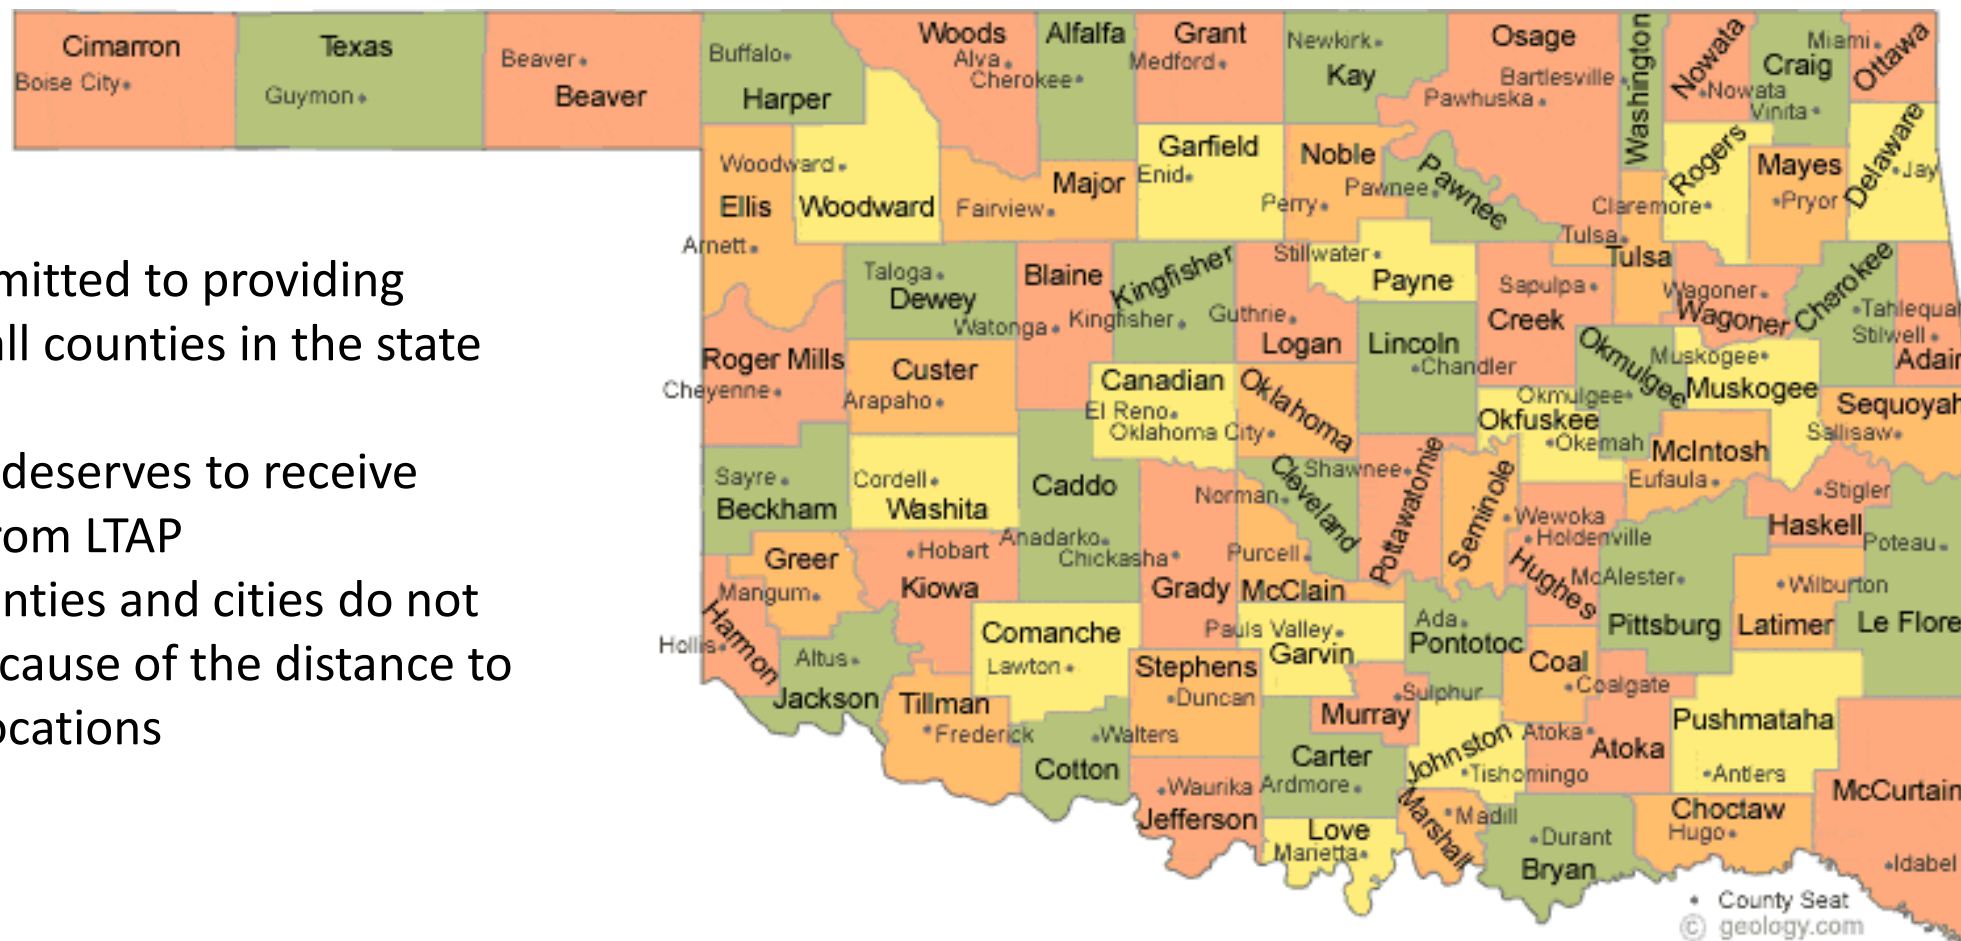 mitted to providing
all counties in the state
deserves to receive
rom LTAP
nties and cities do not
cause of the distance to
ocations
Cimarron
Boise City
Texas
Guymon
Beaver
Beaver
Buffalo
Harper
Woods
Alva
Cherokee
Alfalfa
Grant
Medford
Newkirk
Kay
Osage
Bartlesville
Pawhuska
Washington
Nowata
Nowata
Craig
Vinita
Miami
Ottawa
Woodward
Ellis
Arnett
Woodward
Fairview
Major
Garfield
Enid
Noble
Perry
Pawnee
Pawnee
Rogers
Claremore
Mayes
Pryor
Delaware
Jay
Tulsa
Tulsa
Taloga
Dewey
Blaine
Watonga
Kingfisher
Kingfisher
Guthrie
Logan
Stillwater
Payne
Lincoln
Chandler
Sapulpa
Creek
Wagoner
Wagoner
Cherokee
Tahlequa
Stilwell
Adair
Roger Mills
Cheyenne
Custer
Arapaho
Canadian
El Reno
Oklahoma City
Oklahoma
Okmulgee
Okmulgee
Okfuskee
Okemah
Muskogee
Muskogee
McIntosh
Eufaula
Sequoyah
Sallisaw
Sayre
Beckham
Cordell
Washita
Caddo
Anadarko
Chickasha
Grady
Norman
Cleveland
Shawnee
Pottawatomie
Seminole
Wewoka
Holdenville
Hughes
Stigler
Haskell
Poteau
Greer
Mangum
Hobart
Kiowa
Purcell
McClain
McAlester
Pittsburg
Wilburton
Latimer
Le Flore
Hollis
Harmon
Altus
Jackson
Comanche
Lawton
Stephens
Duncan
Pauls Valley
Garvin
Ada
Pontotoc
Coal
Coalgate
Tillman
Frederick
Walters
Cotton
Sulphur
Murray
Carter
Ardmore
Johnston
Tishomingo
Atoka
Atoka
Pushmataha
Antlers
McCurtain
Waurika
Jefferson
Love
Marietta
Marshall
Madill
Durant
Bryan
Choctaw
Hugo
Idabel
County Seat
© geology.com